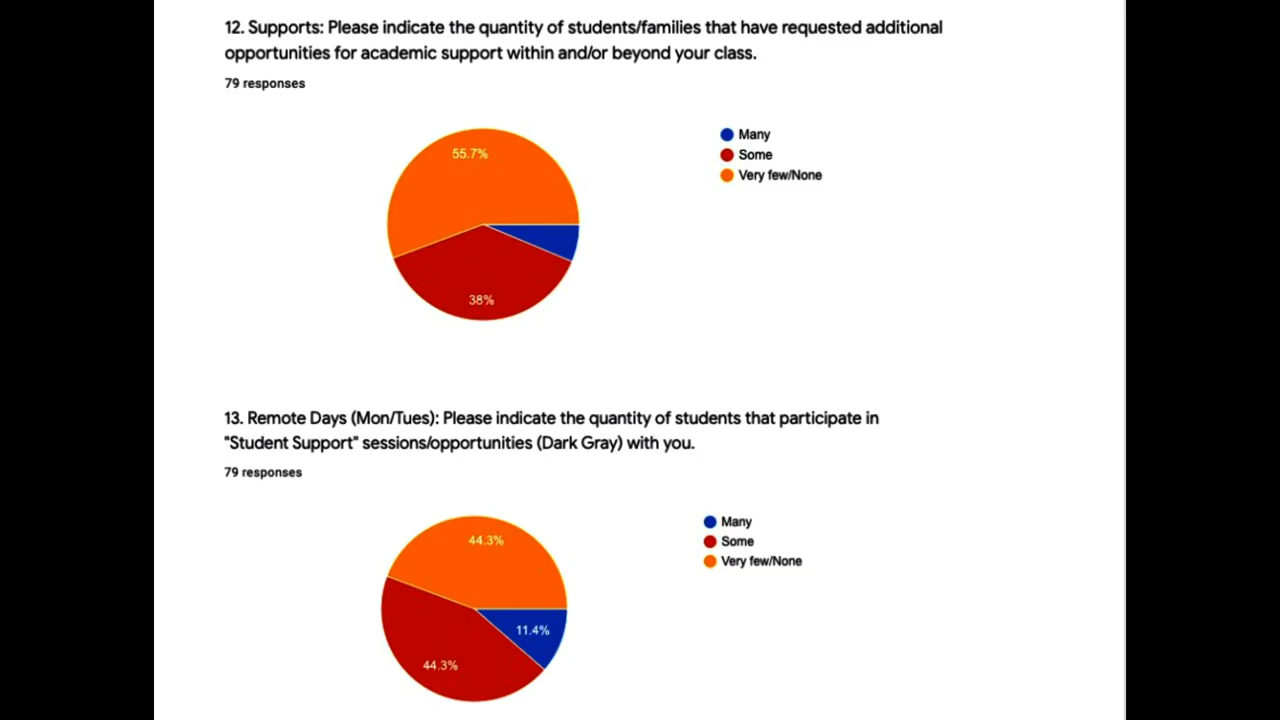 12. Supports: Please indicate the quantity of students/families that have requested additional
opportunities for academic support within and/or beyond your class.
79 responses
55.7%
38%
Many
Some
Very few/None
13. Remote Days (Mon/Tues): Please indicate the quantity of students that participate in
"Student Support" sessions/opportunities (Dark Gray) with you.
79 responses
44.3%
11.4%
44.3%
Many
Some
Very few/None